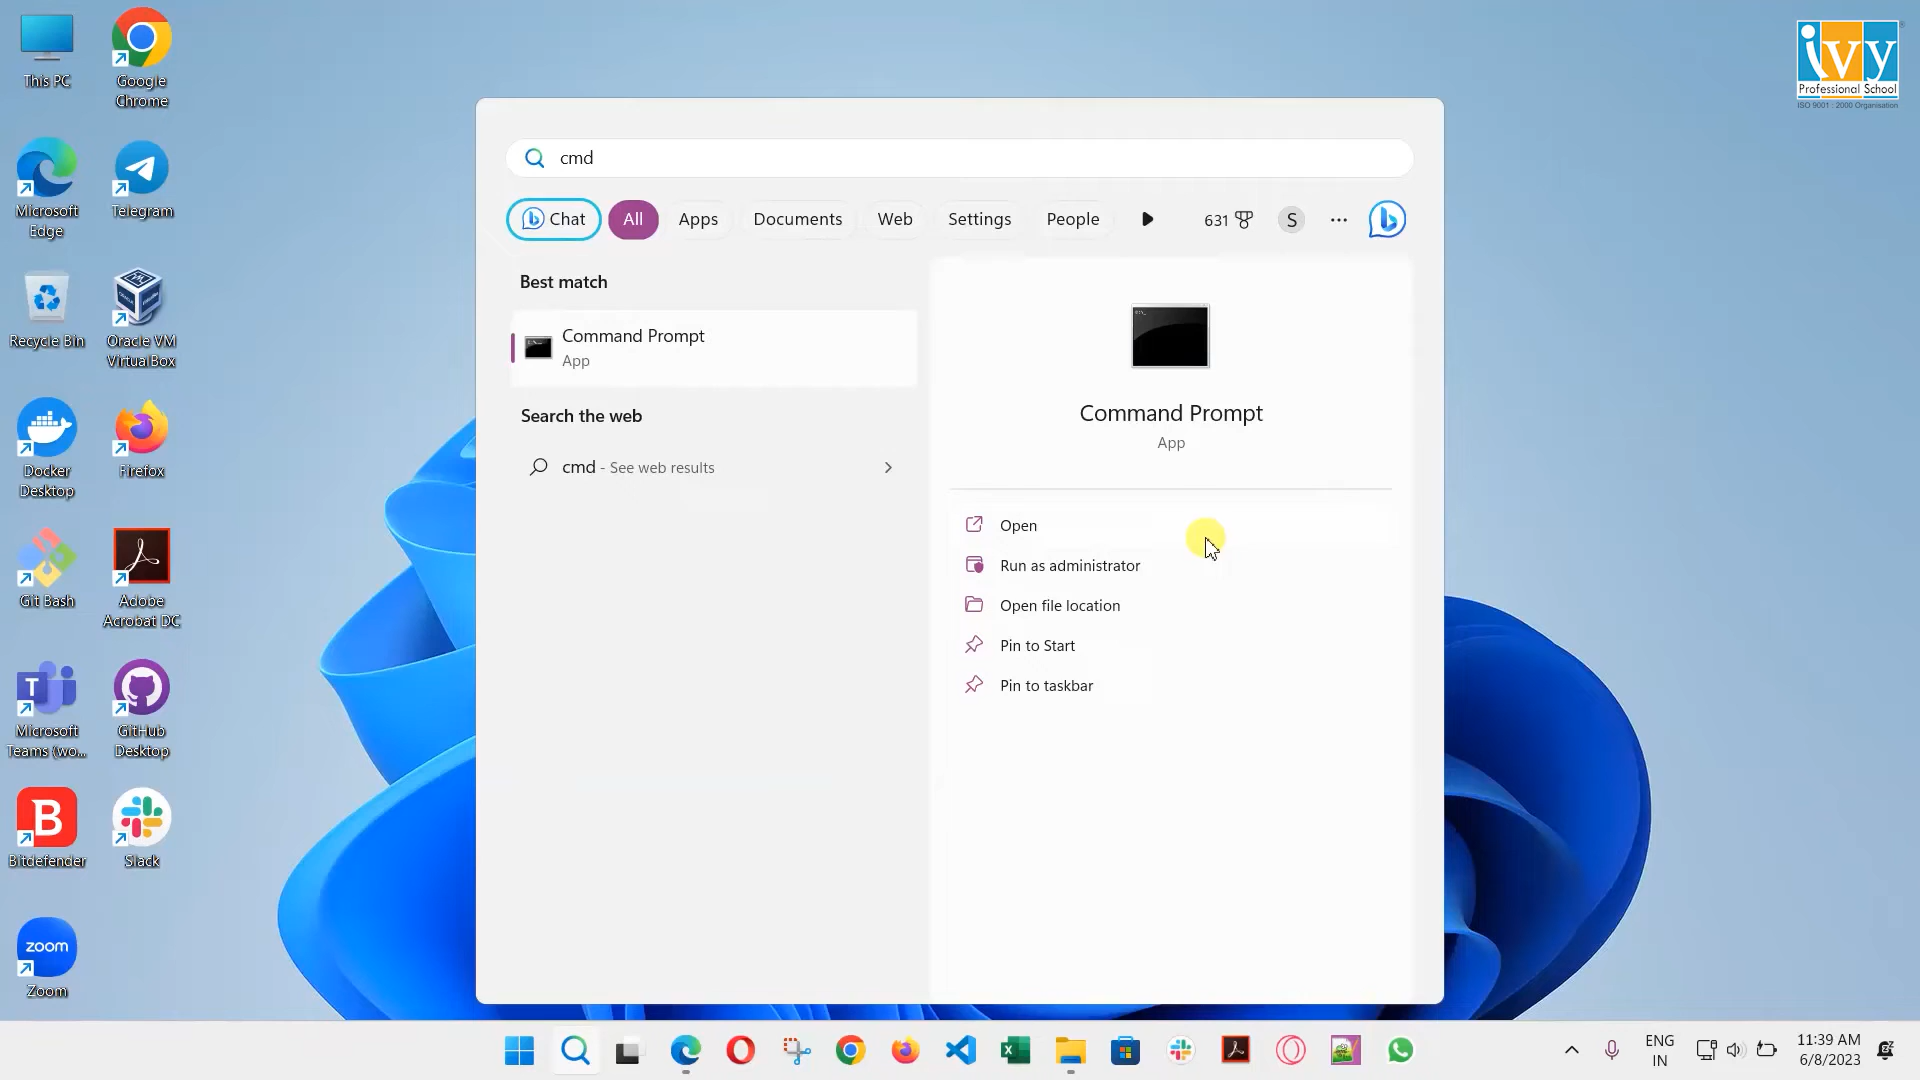 This PC
Google
Chrome
Microsoft
Edge
Telegram
Recycle Bin
Oracle VM
VirtualBox
Docker
Desktop
Firefox
Git Bash
Adobe
Acrobat DC
Microsoft
Teams (wo...
GitHub
Desktop
Bitdefender
Slack
zoom
Zoom
cmd
Chat
All
Apps
Documents
Web
Settings
People
631
S
Best match
Command Prompt
App
Search the web
cmd - See web results
Command Prompt
App
Open
Run as administrator
Open file location
Pin to Start
Pin to taskbar
ivy
Professional School
ISO 9001 : 2000 Organisation
ENG
IN
11:39 AM
6/8/2023